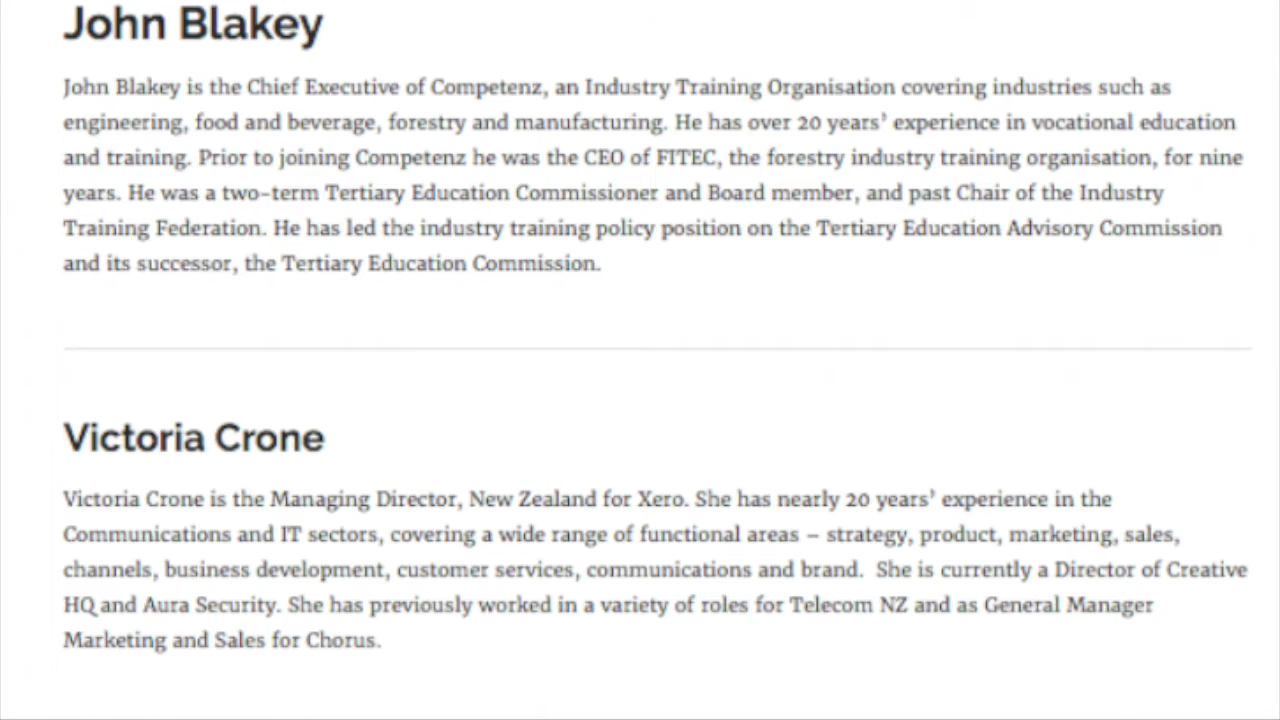 John Blakey
John Blakey is the Chief Executive of Competenz, an Industry Training Organisation covering industries such as
engineering, food and beverage, forestry and manufacturing. He has over 20 years’ experience in vocational education
and training. Prior to joining Competenz he was the CEO of FITEC, the forestry industry training organisation, for nine
years. He was a two-term Tertiary Education Commissioner and Board member, and past Chair of the Industry
Training Federation. He has led the industry training policy position on the Tertiary Education Advisory Commission
and its successor, the Tertiary Education Commission.
Victoria Crone
Victoria Crone is the Managing Director, New Zealand for Xero. She has nearly 20 years’ experience in the
Communications and IT sectors, covering a wide range of functional areas – strategy, product, marketing, sales,
channels, business development, customer services, communications and brand.  She is currently a Director of Creative
HQ and Aura Security. She has previously worked in a variety of roles for Telecom NZ and as General Manager
Marketing and Sales for Chorus.